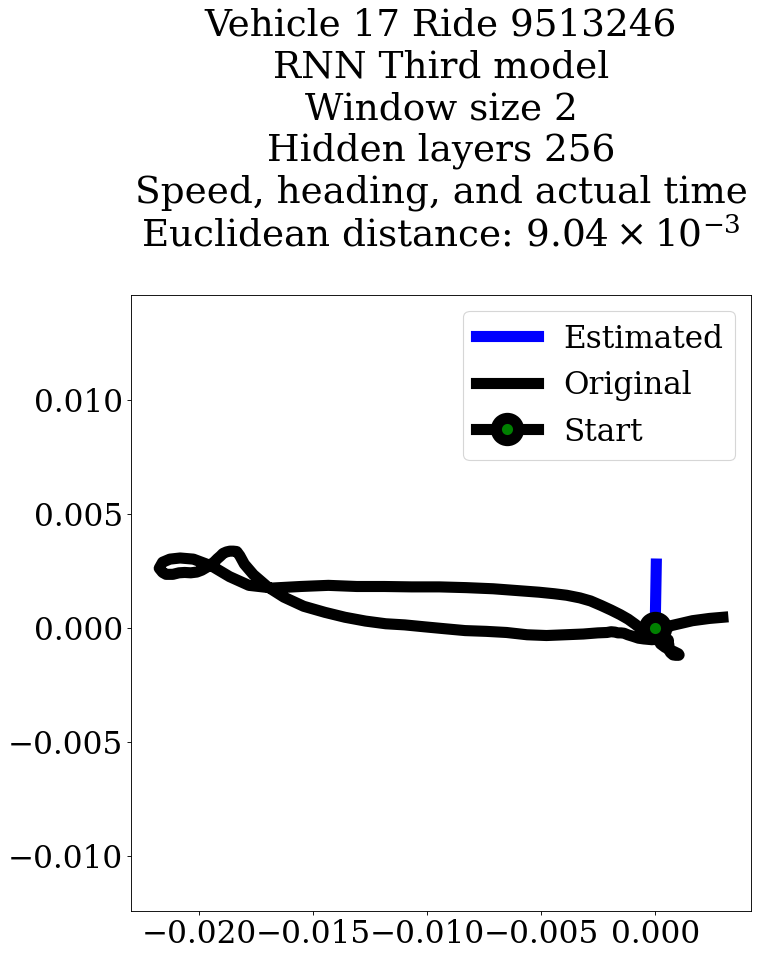 Vehicle 17 Ride 9513246
RNN Third model
Window size 2
Hidden layers 256
Speed, heading, and actual time
Euclidean distance: 9.04 × 10⁻³
Estimated
Original
Start
0.010
0.005
0.000
−0.005
−0.010
−0.020 −0.015 −0.010 −0.005 0.000